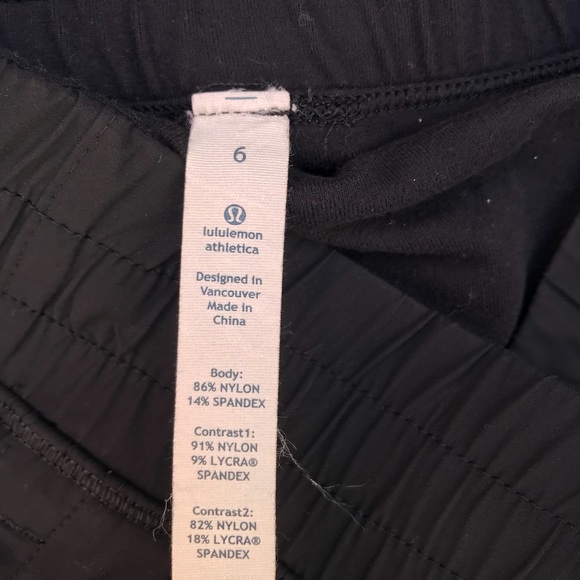 6
lululemon
athletica
Designed in
Vancouver
Made in
China
Body:
86% NYLON
14% SPANDEX
Contrast1:
91% NYLON
9% LYCRA®
SPANDEX
Contrast2:
82% NYLON
18% LYCRA®
SPANDEX